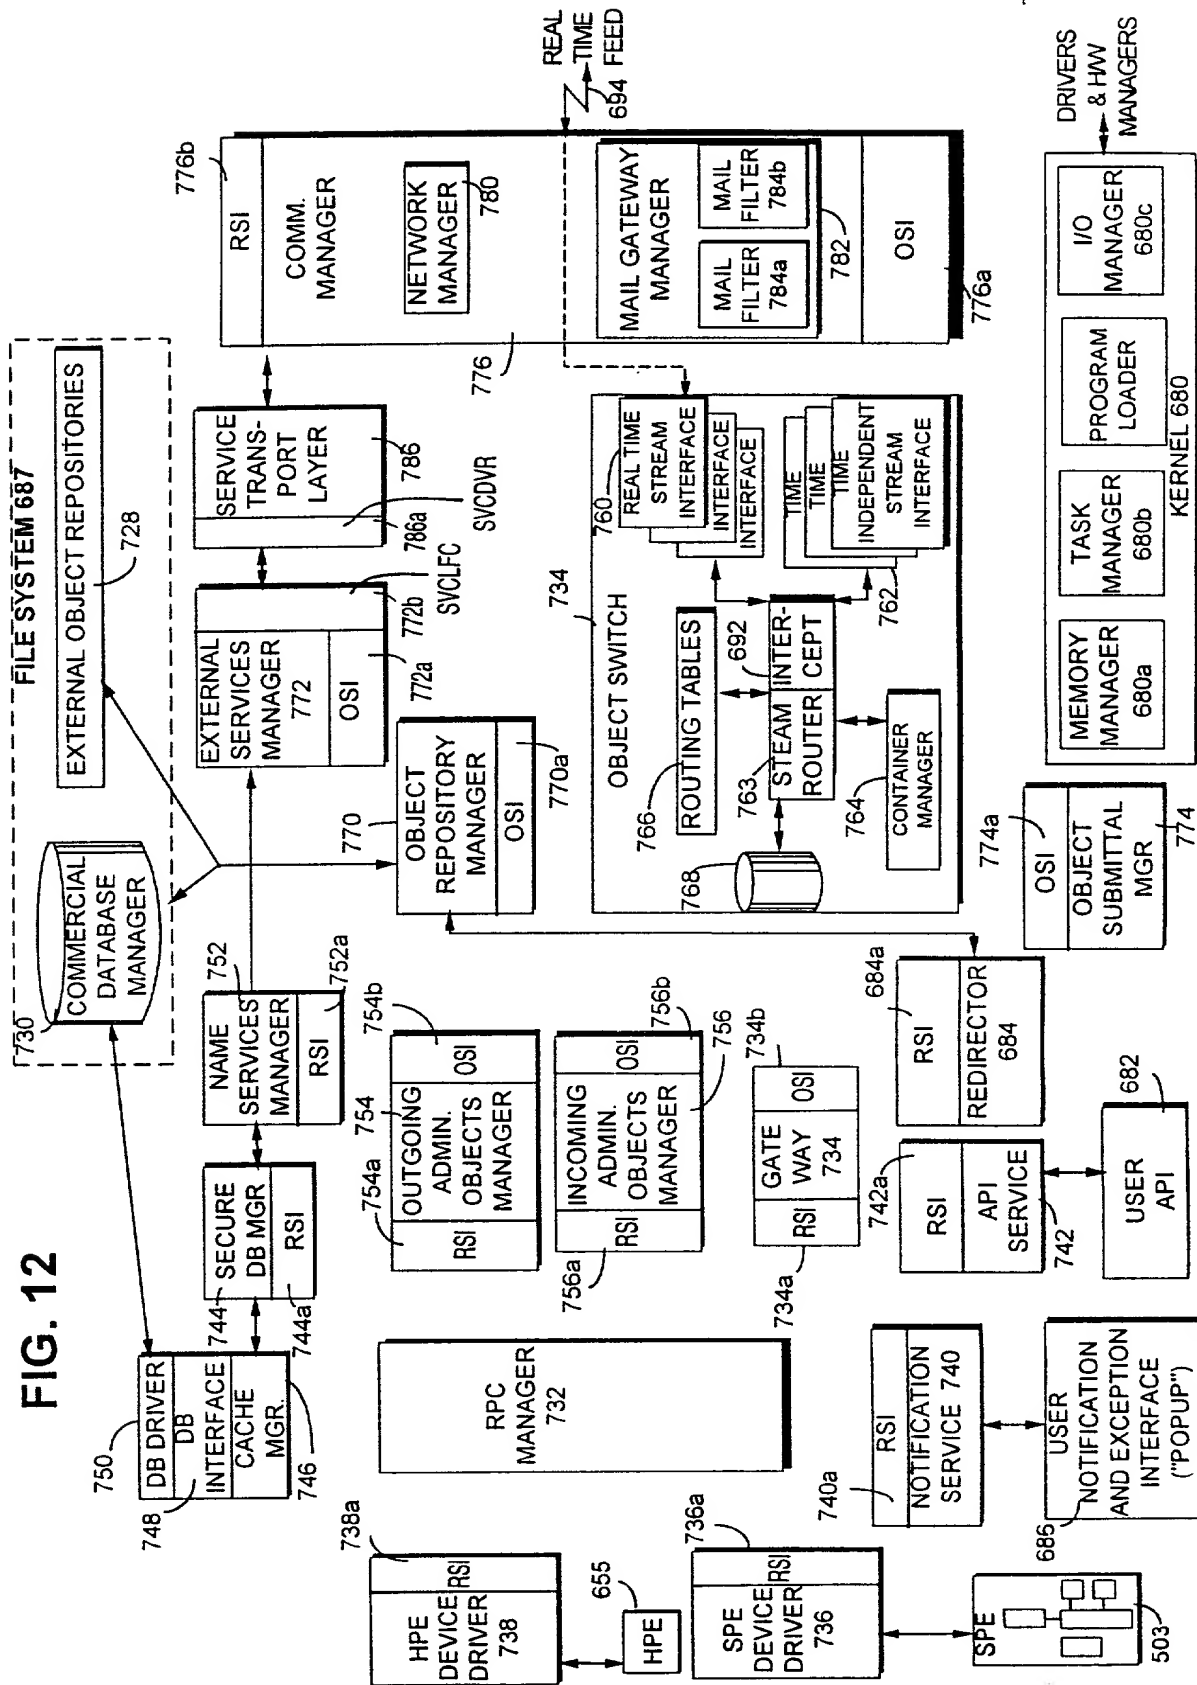 FIG. 12
FILE SYSTEM 687
EXTERNAL OBJECT REPOSITORIES
728
730
COMMERCIAL
DATABASE
MANAGER
750
DB DRIVER
DB
INTERFACE
748
CACHE
MGR.
746
744
SECURE
DB MGR
RSI
744a
NAME
SERVICES
MANAGER
752
RSI
752a
EXTERNAL
SERVICES
MANAGER
772
OSI
772a
772b
SVCLFC
SERVICE
TRANS-
PORT
LAYER
786
786a
SVCDVR
776b
RSI
COMM.
MANAGER
NETWORK
MANAGER
780
776
MAIL GATEWAY
MANAGER
MAIL
FILTER
784a
MAIL
FILTER
784b
782
OSI
776a
REAL
TIME
FEED
694
770
OBJECT
REPOSITORY
MANAGER
OSI
770a
738a
HPE
DEVICE
DRIVER
738
RSI
655
HPE
736a
SPE
DEVICE
DRIVER
736
RSI
SPE
503
RPC
MANAGER
732
754a
RSI
754
OUTGOING
ADMIN.
OBJECTS
MANAGER
OSI
754b
756a
RSI
INCOMING
ADMIN.
OBJECTS
MANAGER
756
OSI
756b
734a
RSI
GATE
WAY
734
OSI
734b
734
OBJECT SWITCH
766
ROUTING TABLES
692
763
STEAM
ROUTER
INTER-
CEPT
764
CONTAINER
MANAGER
768
760
REAL TIME
STREAM
INTERFACE
INTERFACE
INTERFACE
762
TIME
TIME
TIME
INDEPENDENT
STREAM
INTERFACE
740a
RSI
NOTIFICATION
SERVICE 740
686
USER
NOTIFICATION
AND EXCEPTION
INTERFACE
("POPUP")
742a
RSI
API
SERVICE
742
USER
API
682
684a
RSI
REDIRECTOR
684
774a
OSI
OBJECT
SUBMITTAL
MGR
774
MEMORY
MANAGER
680a
TASK
MANAGER
680b
PROGRAM
LOADER
I/O
MANAGER
680c
KERNEL 680
DRIVERS
& H/W
MANAGERS